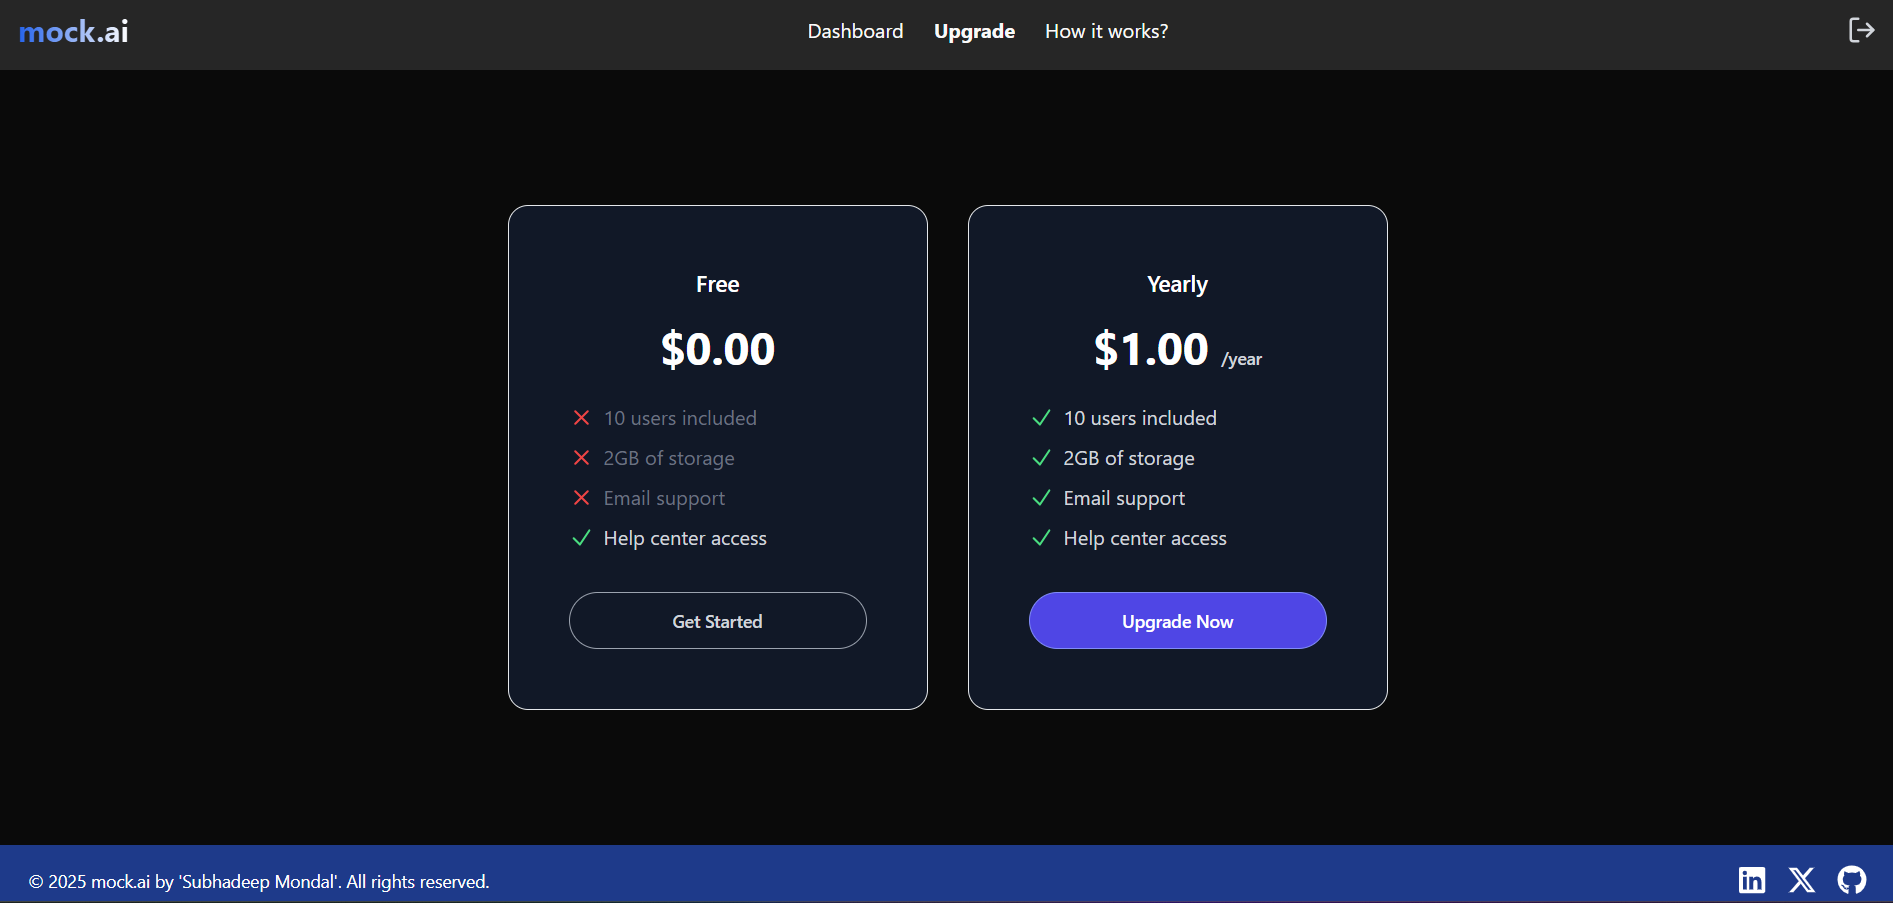 mock.ai
Dashboard Upgrade How it works?
Free
$0.00
10 users included
2GB of storage
Email support
Help center access
Get Started
Yearly
$1.00 /year
10 users included
2GB of storage
Email support
Help center access
Upgrade Now
© 2025 mock.ai by 'Subhadeep Mondal'. All rights reserved.